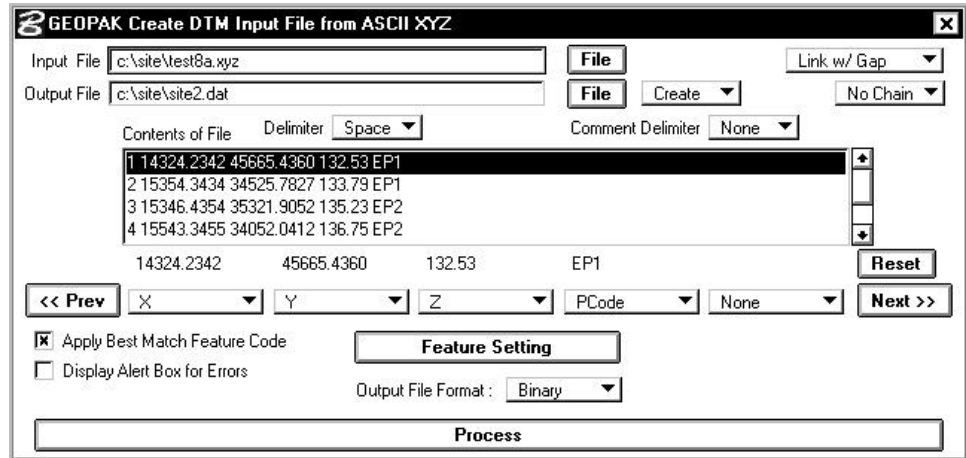 GEOPAK Create DTM Input File from ASCII XYZ
Input File c:\site\test8a.xyz File Link w/ Gap
Output File c:\site\site2.dat File Create No Chain
Contents of File Delimiter Space Comment Delimiter None
1 14324.2342 45665.4360 132.53 EP1
2 15354.3434 34525.7827 133.79 EP1
3 15346.4354 35321.9052 135.23 EP2
4 15543.3455 34052.0412 136.75 EP2
14324.2342 45665.4360 132.53 EP1 Reset
<< Prev X Y Z PCode None Next >>
Apply Best Match Feature Code Feature Setting
Display Alert Box for Errors
Output File Format : Binary
Process